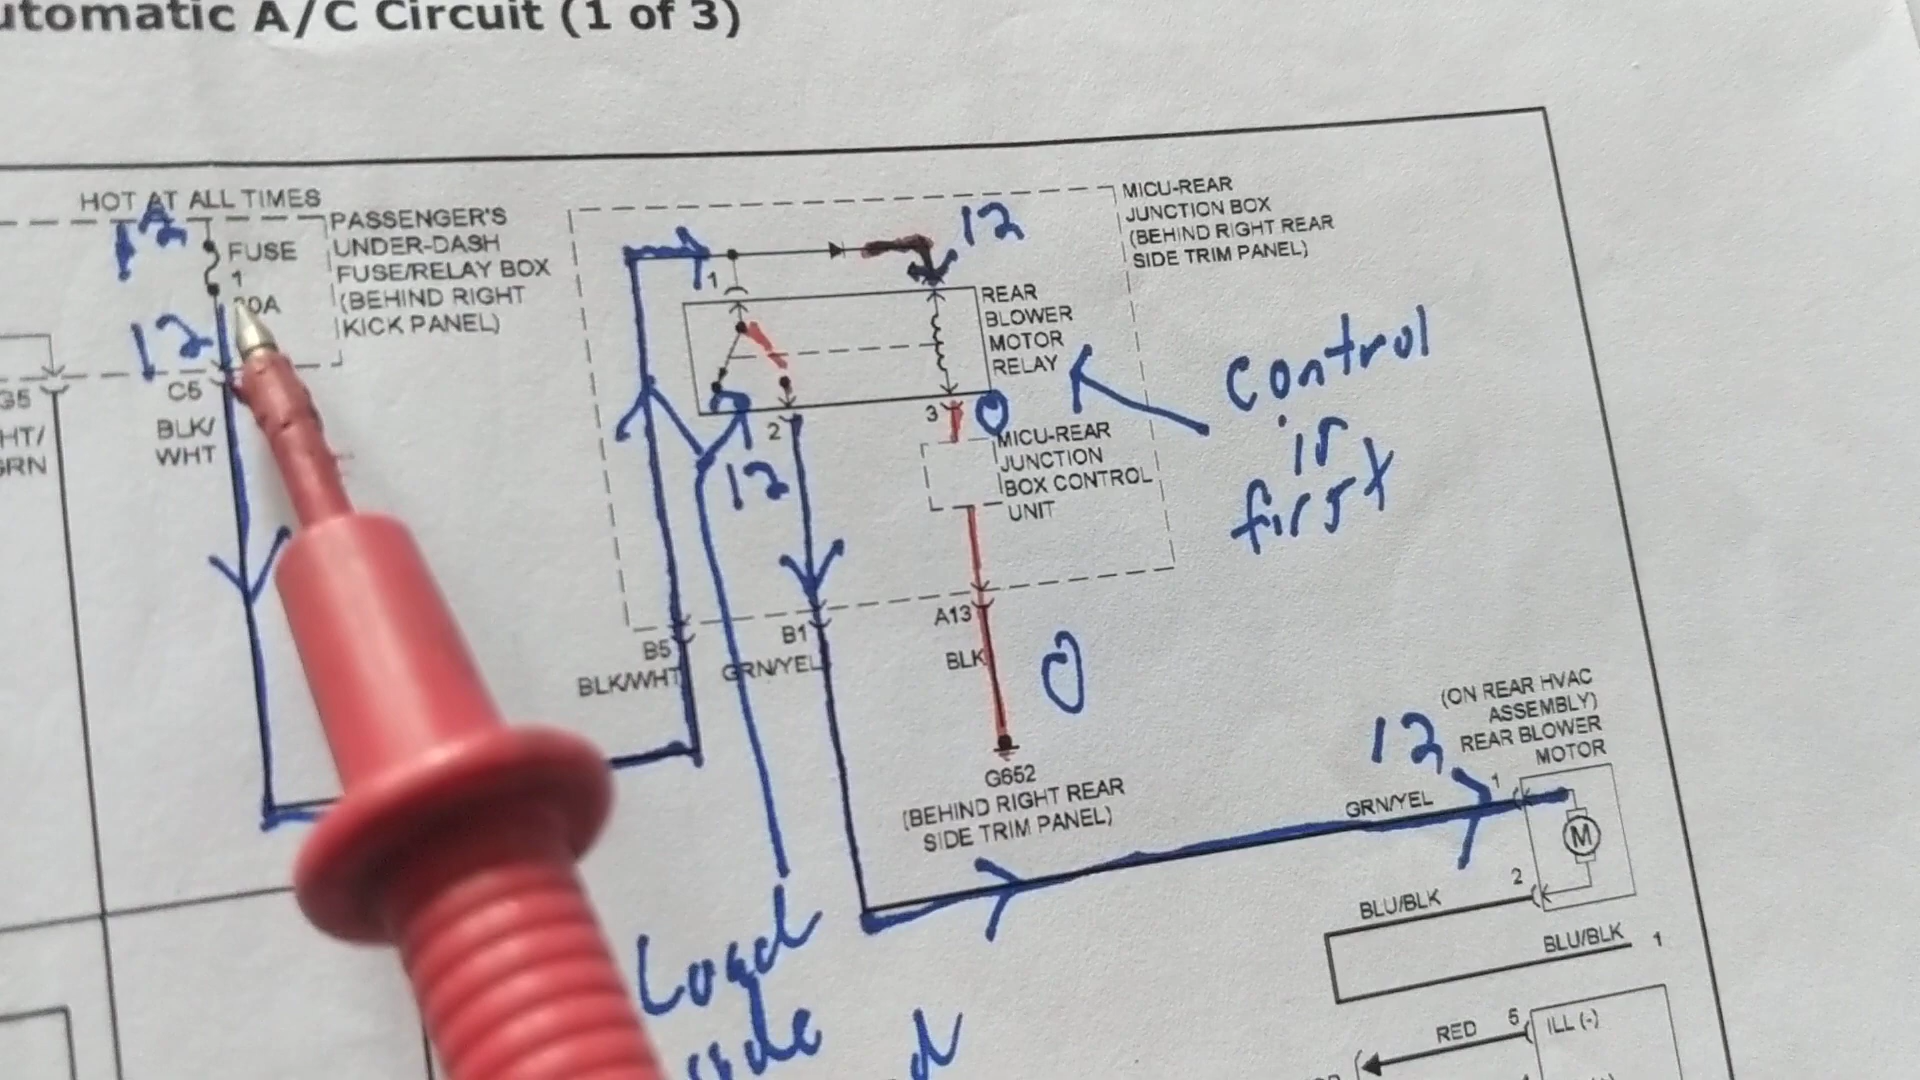 utomatic A/C Circuit (1 of 3)
HOT AT ALL TIMES
12
FUSE
1
12
PASSENGER'S
UNDER-DASH
FUSE/RELAY BOX
(BEHIND RIGHT
KICK PANEL)
G5
HT/
GRN
C5
BLK/
WHT
MICU-REAR
JUNCTION BOX
(BEHIND RIGHT REAR
SIDE TRIM PANEL)
12
1
REAR
BLOWER
MOTOR
RELAY
2
3
0
12
MICU-REAR
JUNCTION
BOX CONTROL
UNIT
Control
is
first
B5
BLK/WHT
B1
GRN/YEL
A13
BLK
0
G652
(BEHIND RIGHT REAR
SIDE TRIM PANEL)
(ON REAR HVAC
ASSEMBLY)
REAR BLOWER
MOTOR
12
GRN/YEL
1
M
2
BLU/BLK
BLU/BLK 1
Load
side
RED 5
ILL (-)